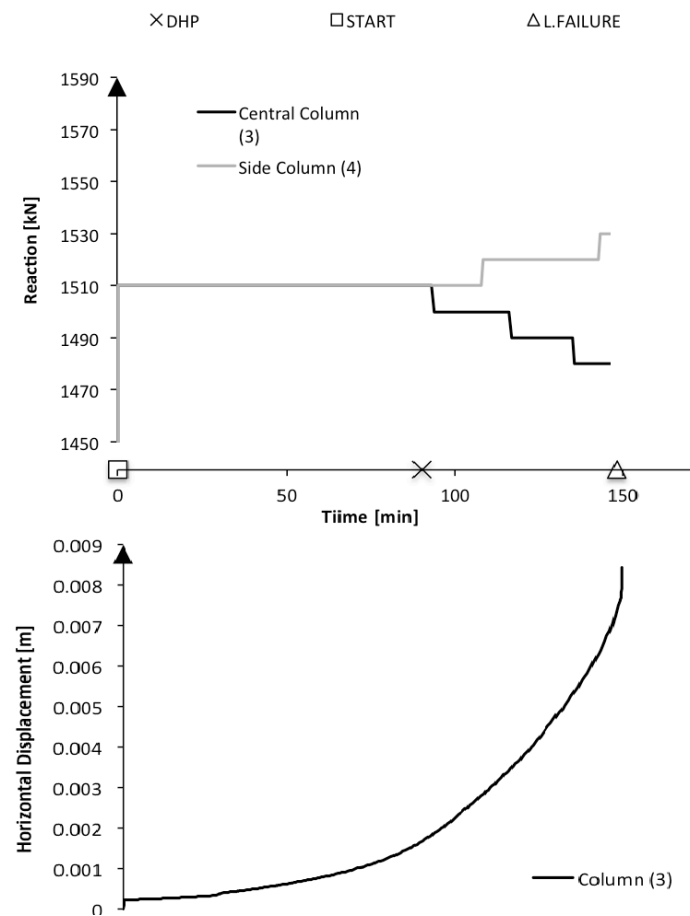 DHP START L.FAILURE
1590
1570
1550
1530
1510
1490
1470
1450
Reaction [kN]
Central Column
(3)
Side Column (4)
0 50 100 150
Tiime [min]
0.009
0.008
0.007
0.006
0.005
0.004
0.003
0.002
0.001
0
Horizontal Displacement [m]
Column (3)